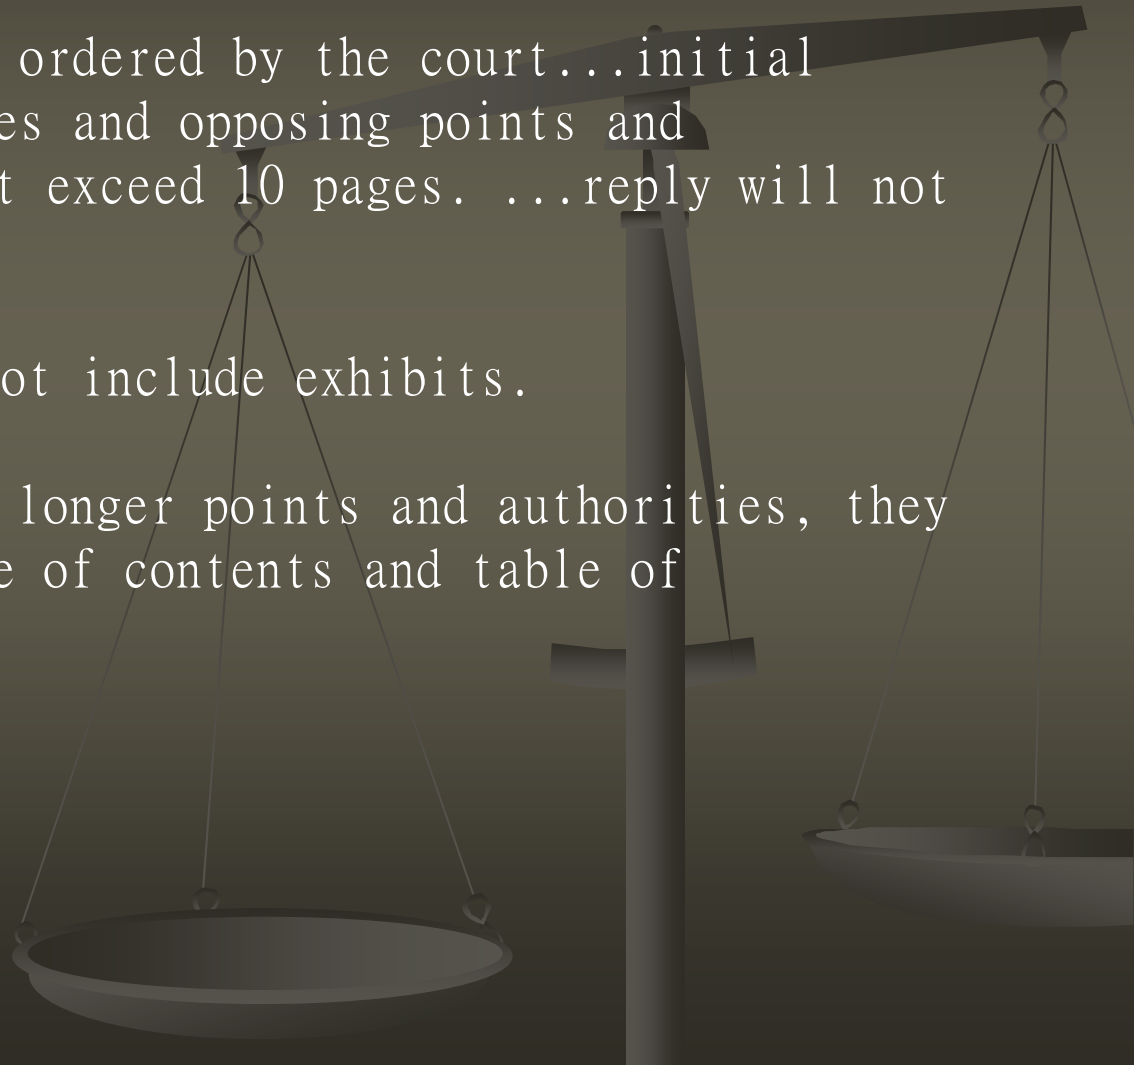 ordered by the court...initial
es and opposing points and
t exceed 10 pages. ...reply will not
ot include exhibits.
longer points and authorities, they
e of contents and table of